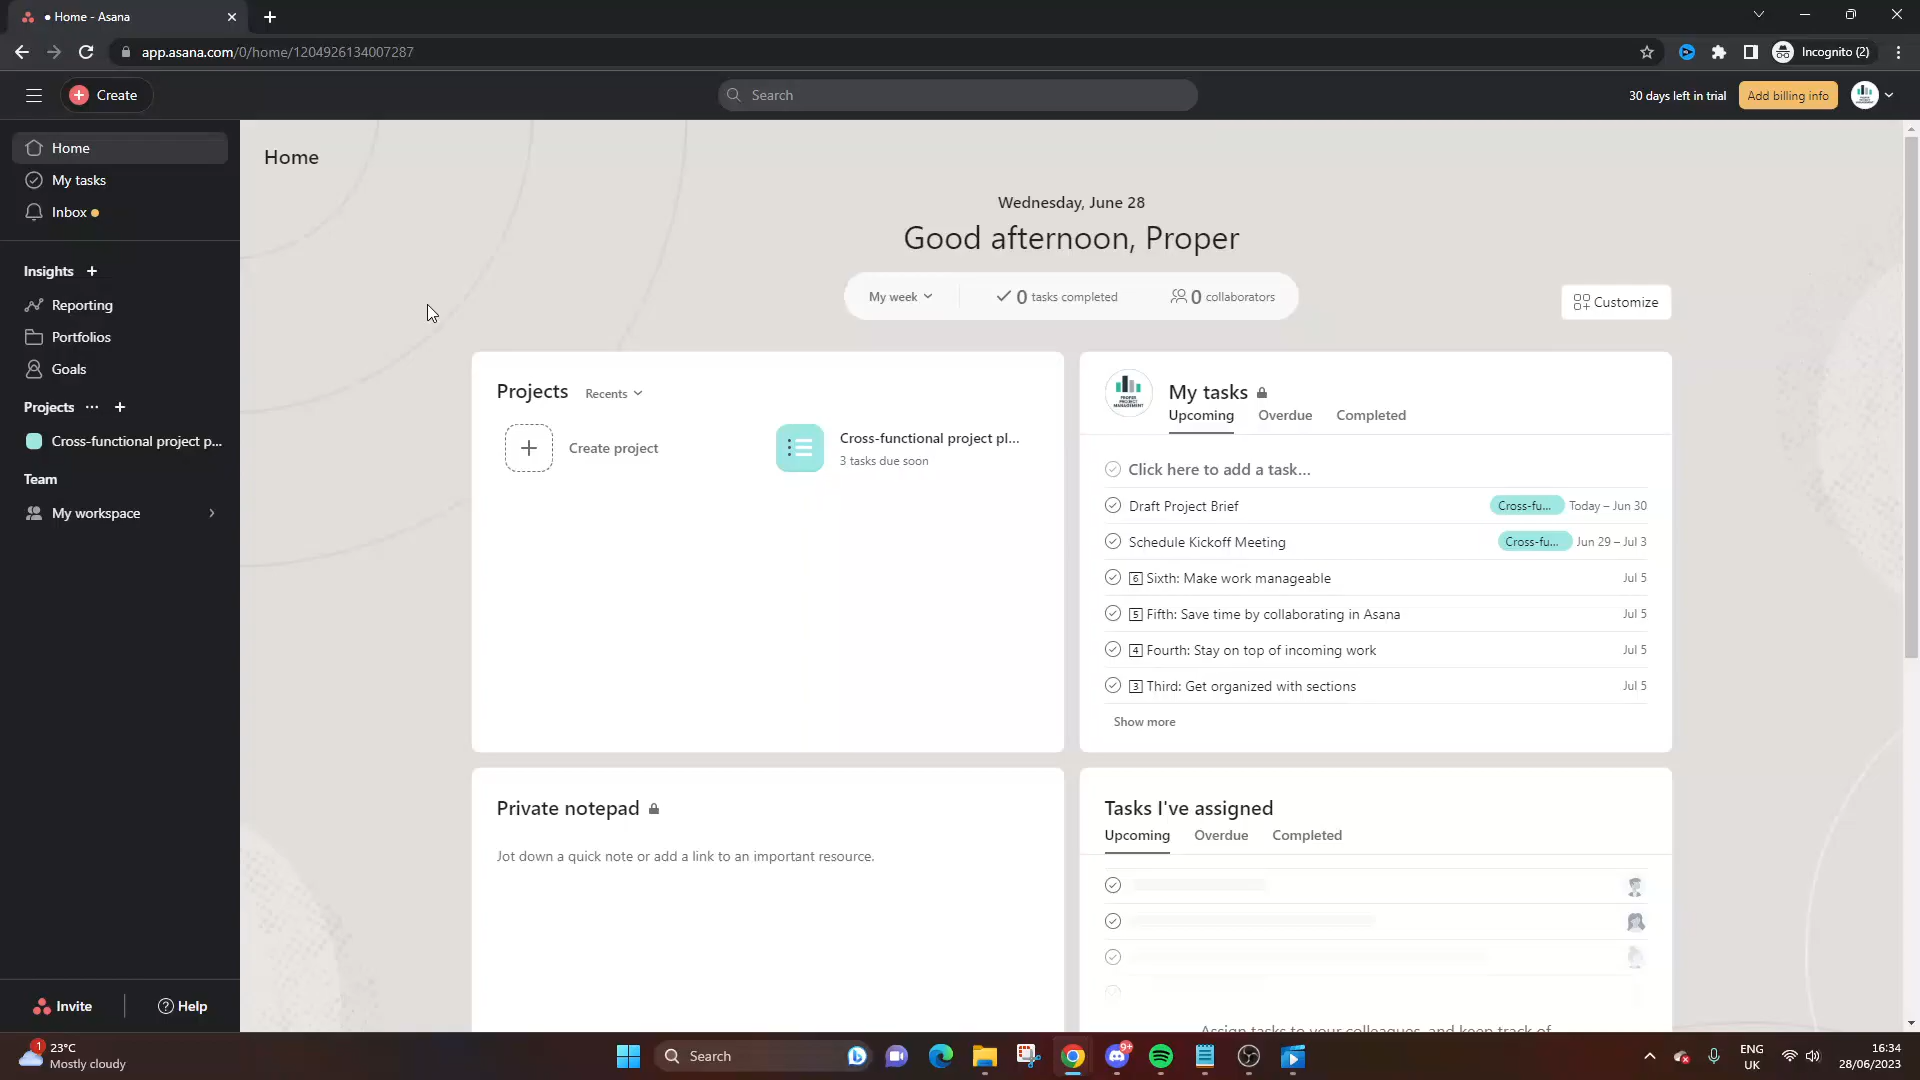 Home - Asana
app.asana.com/0/home/1204926134007287
Incognito (2)
Create
Search
30 days left in trial
Add billing info
Home
My tasks
Inbox
Insights
Reporting
Portfolios
Goals
Projects
Cross-functional project p...
Team
My workspace
Invite
Help
Home
Wednesday, June 28
Good afternoon, Proper
My week
0 tasks completed
0 collaborators
Customize
Projects
Recents
Create project
Cross-functional project pl...
3 tasks due soon
PROPER
PROJECT
MANAGEMENT
My tasks
Upcoming
Overdue
Completed
Click here to add a task...
Draft Project Brief
Cross-fu...
Today – Jun 30
Schedule Kickoff Meeting
Cross-fu...
Jun 29 – Jul 3
6 Sixth: Make work manageable
Jul 5
5 Fifth: Save time by collaborating in Asana
Jul 5
4 Fourth: Stay on top of incoming work
Jul 5
3 Third: Get organized with sections
Jul 5
Show more
Private notepad
Jot down a quick note or add a link to an important resource.
Tasks I've assigned
Upcoming
Overdue
Completed
Assign tasks to your colleagues, and keep track of
1
23°C
Mostly cloudy
Search
9+
ENG
UK
16:34
28/06/2023